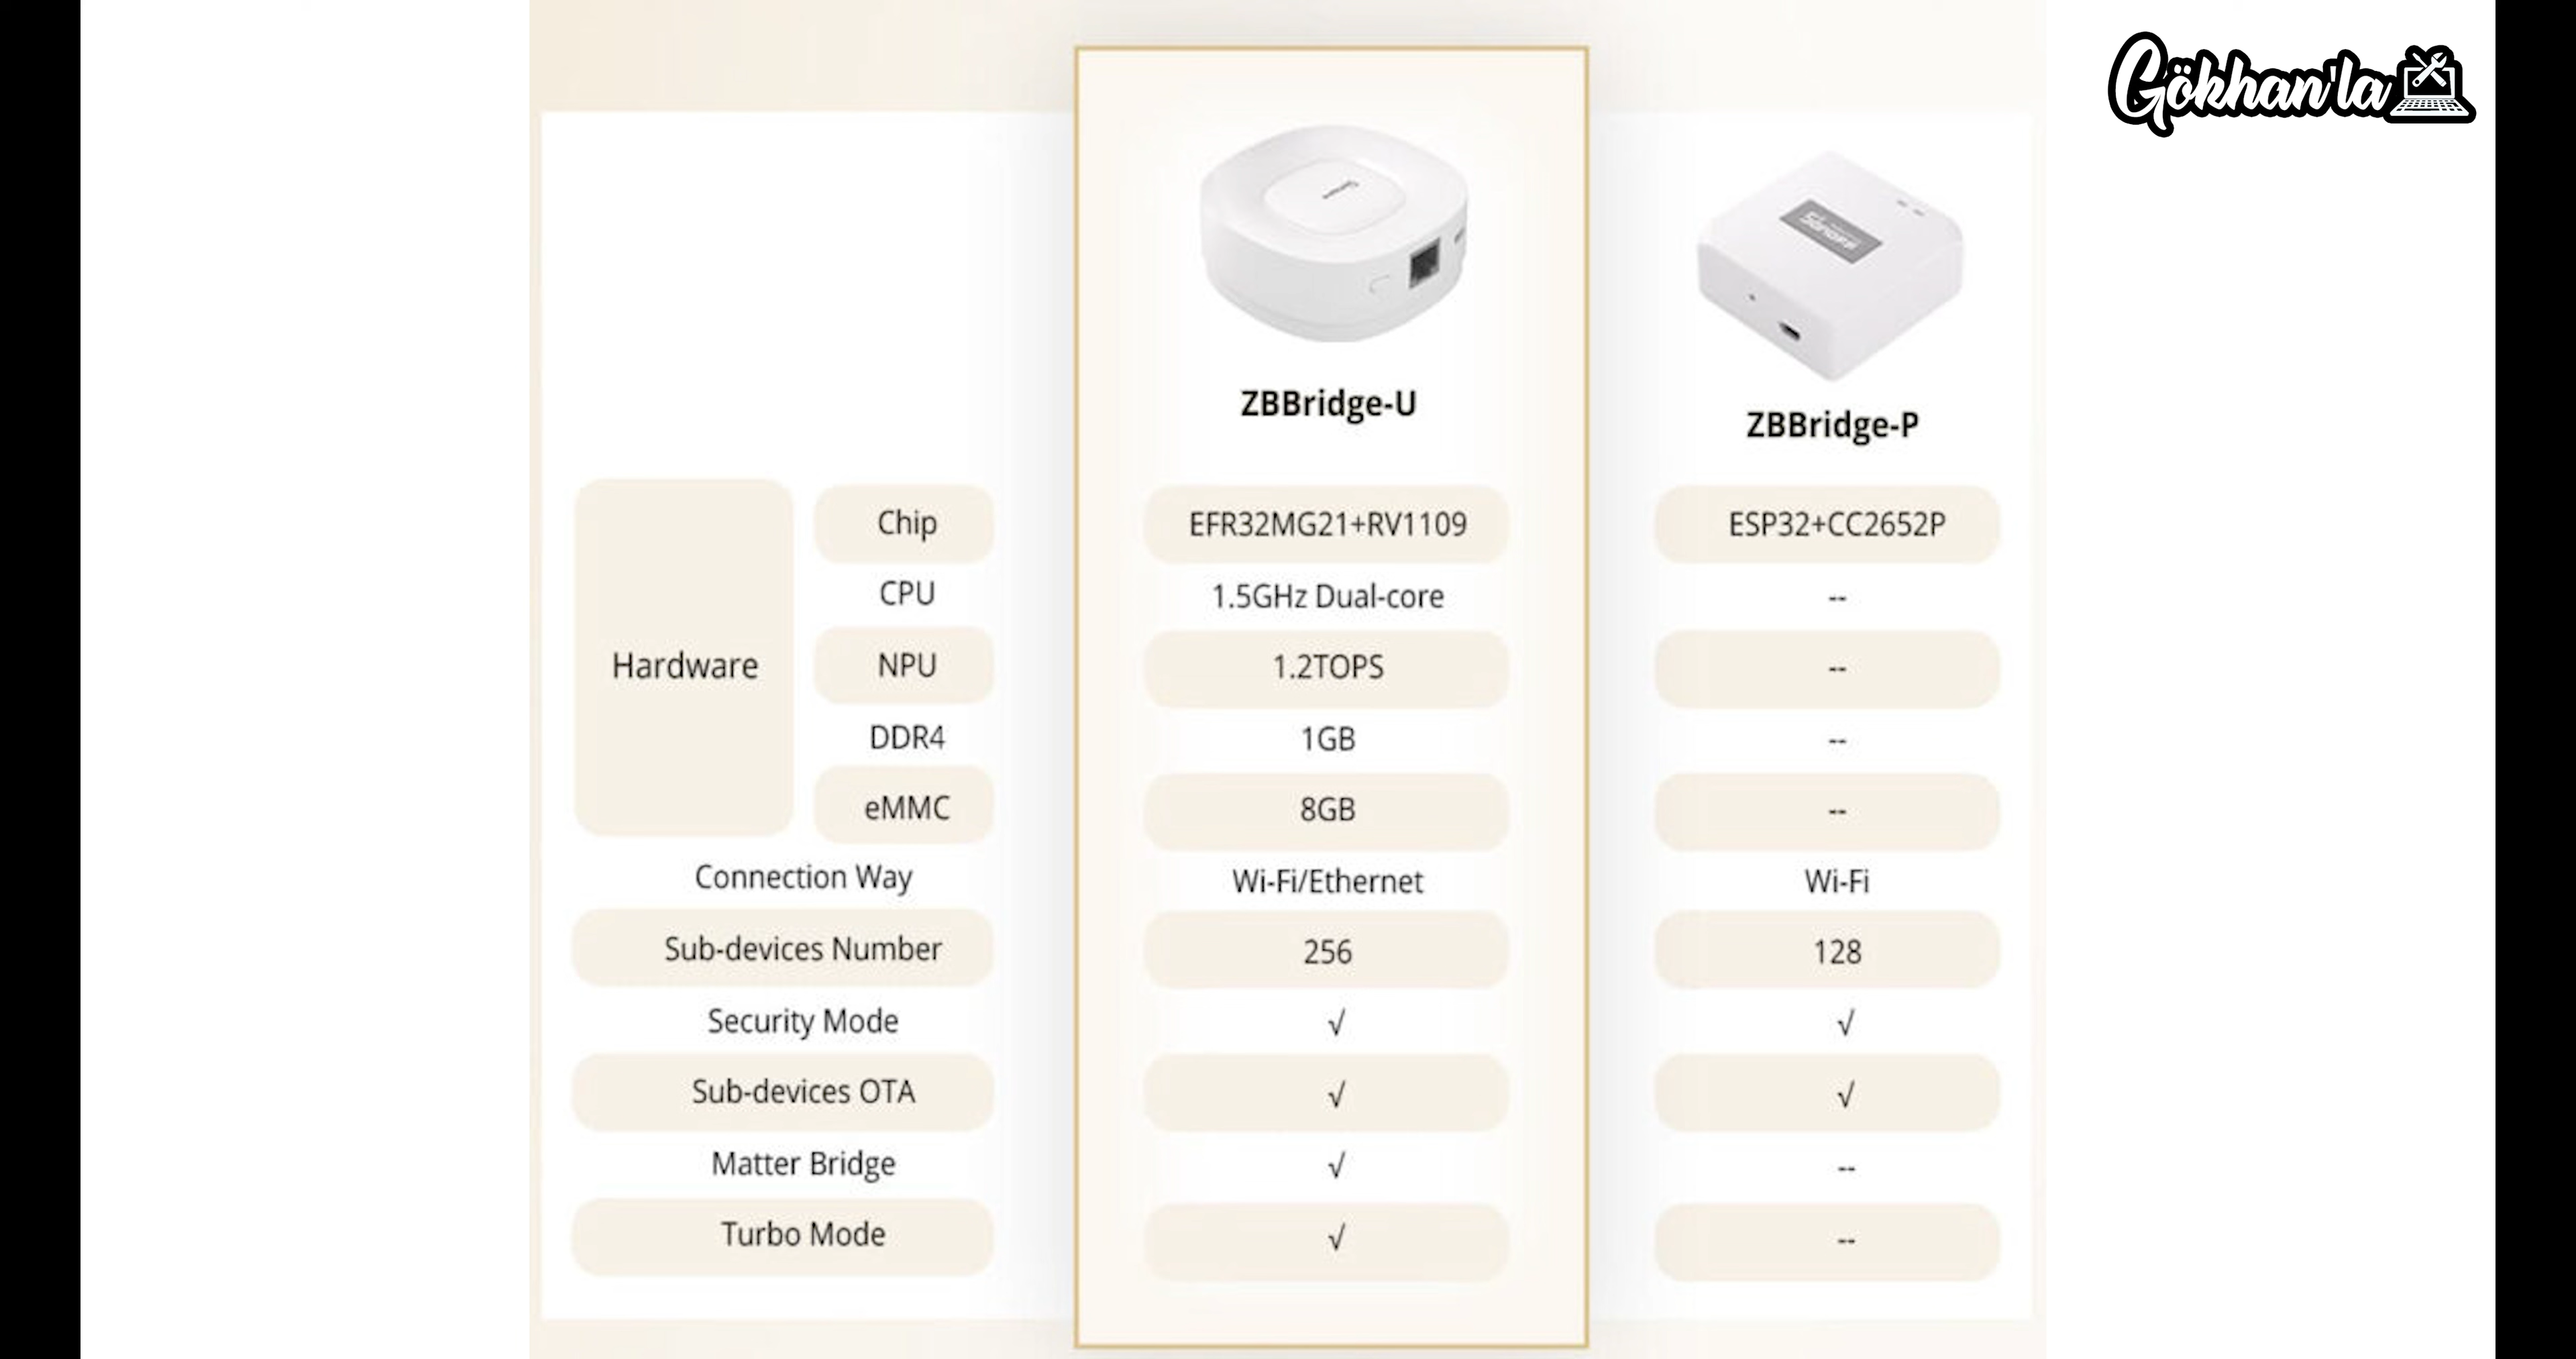 Gökhan'la
SONOFF
ZBBridge-U
ZBBridge-P
Chip EFR32MG21+RV1109 ESP32+CC2652P
CPU 1.5GHz Dual-core --
Hardware NPU 1.2TOPS --
DDR4 1GB --
eMMC 8GB --
Connection Way Wi-Fi/Ethernet Wi-Fi
Sub-devices Number 256 128
Security Mode √ √
Sub-devices OTA √ √
Matter Bridge √ --
Turbo Mode √ --